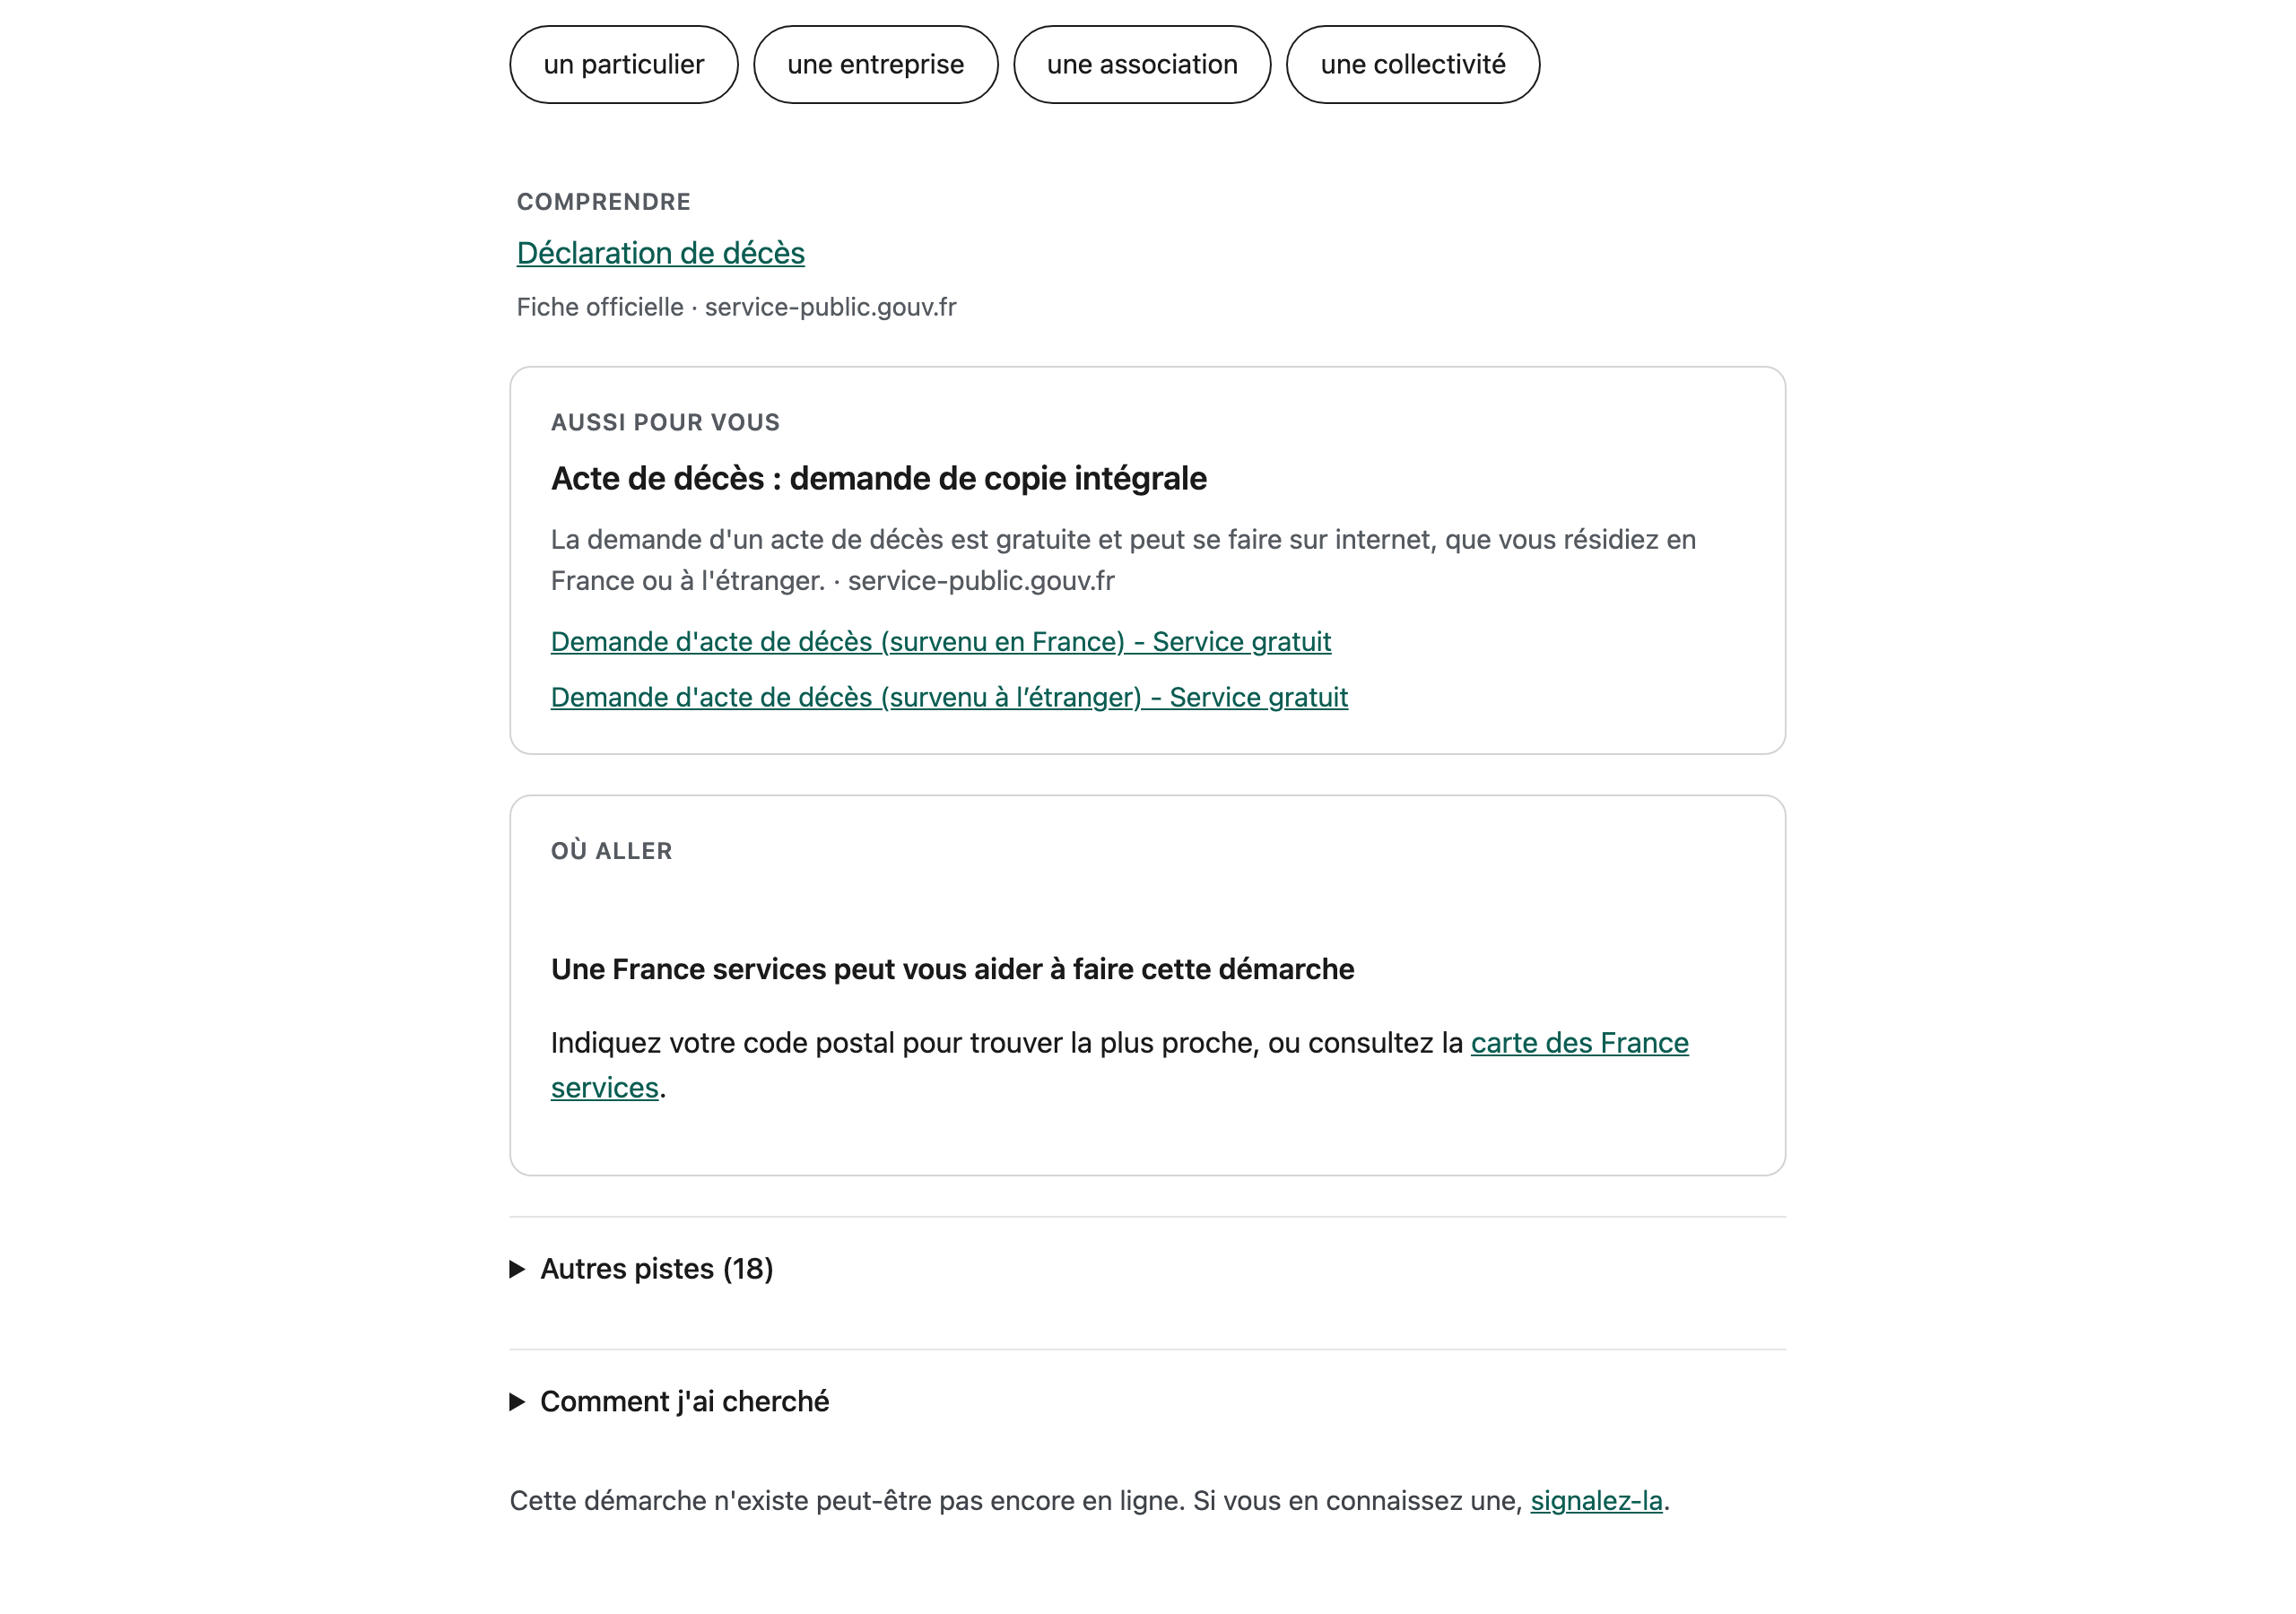 un particulier
une entreprise
une association
une collectivité
COMPRENDRE
Déclaration de décès
Fiche officielle · service-public.gouv.fr
AUSSI POUR VOUS
Acte de décès : demande de copie intégrale
La demande d'un acte de décès est gratuite et peut se faire sur internet, que vous résidiez en
France ou à l'étranger. · service-public.gouv.fr
Demande d'acte de décès (survenu en France) - Service gratuit
Demande d'acte de décès (survenu à l’étranger) - Service gratuit
OÙ ALLER
Une France services peut vous aider à faire cette démarche
Indiquez votre code postal pour trouver la plus proche, ou consultez la carte des France
services.
Autres pistes (18)
Comment j'ai cherché
Cette démarche n'existe peut-être pas encore en ligne. Si vous en connaissez une, signalez-la.